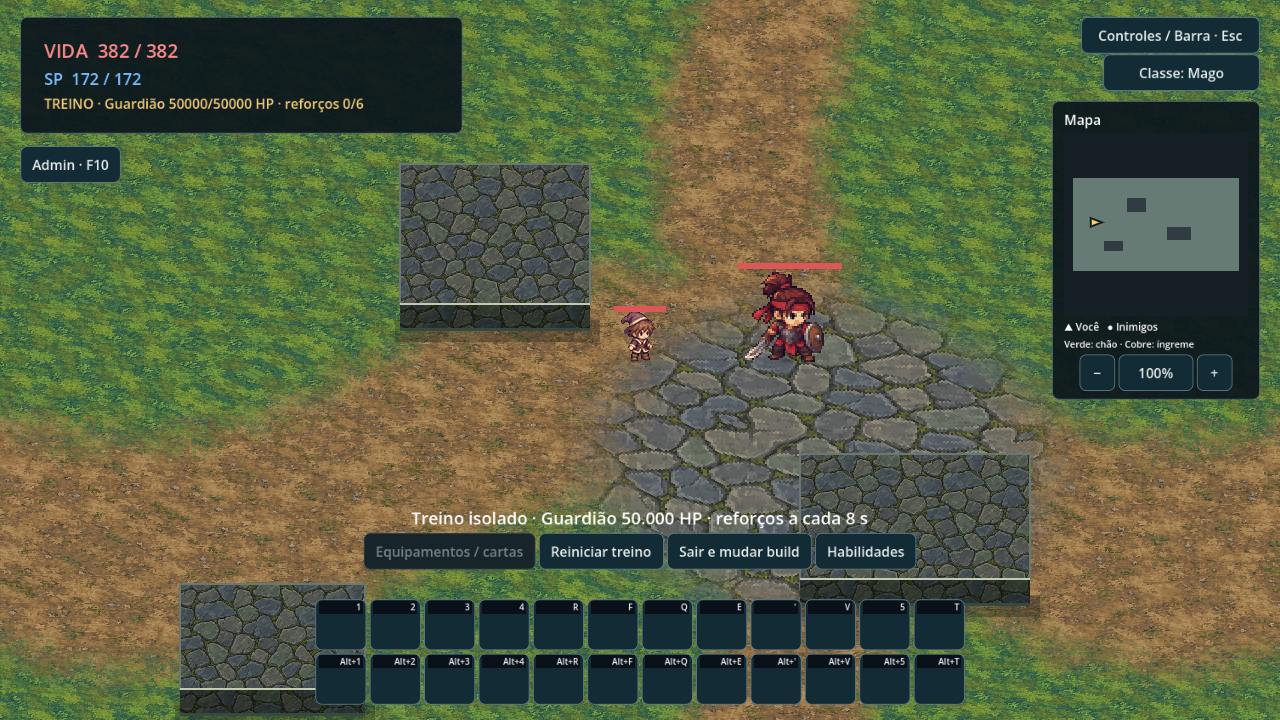 VIDA 382 / 382
SP 172 / 172
TREINO · Guardião 50000/50000 HP · reforços 0/6
Admin · F10
Controles / Barra · Esc
Classe: Mago
Mapa
▲ Você ● Inimigos
Verde: chão · Cobre: íngreme
− 100% +
Treino isolado · Guardião 50.000 HP · reforços a cada 8 s
Equipamentos / cartas Reiniciar treino Sair e mudar build Habilidades
1 2 3 4 R F Q E ' V 5 T
Alt+1 Alt+2 Alt+3 Alt+4 Alt+R Alt+F Alt+Q Alt+E Alt+' Alt+V Alt+5 Alt+T